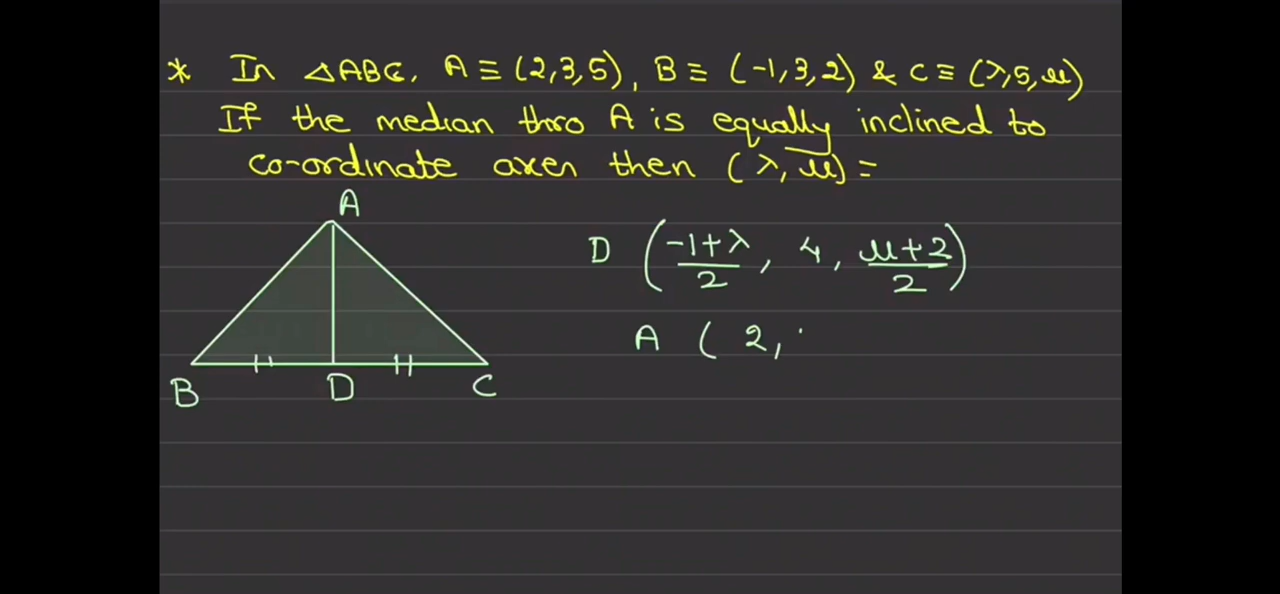 * In △ABC, A ≡ (2,3,5), B ≡ (-1,3,2) & C ≡ (λ,5,μ)
If the median thro A is equally inclined to
co-ordinate axes then (λ, μ) =
A
D (-1+λ/2, 4, μ+2/2)
A ( 2,
B D C